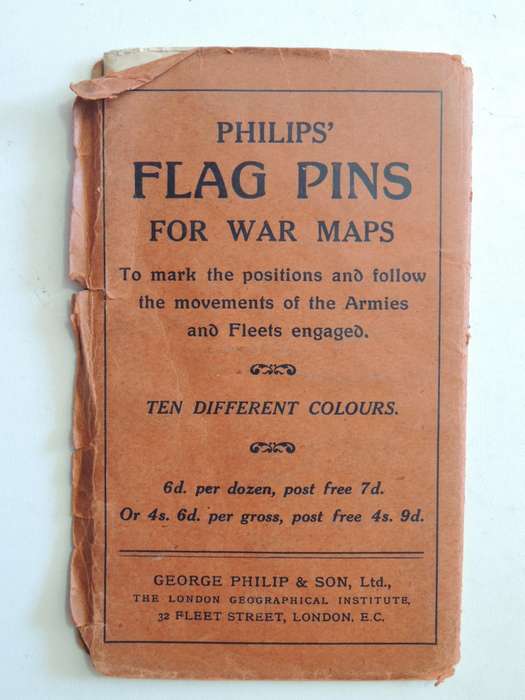 PHILIPS'
FLAG PINS
FOR WAR MAPS
To mark the positions and follow
the movements of the Armies
and Fleets engaged.
TEN DIFFERENT COLOURS.
6d. per dozen, post free 7d.
Or 4s. 6d. per gross, post free 4s. 9d.
GEORGE PHILIP & SON, Ltd.,
THE LONDON GEOGRAPHICAL INSTITUTE,
32 FLEET STREET, LONDON, E.C.